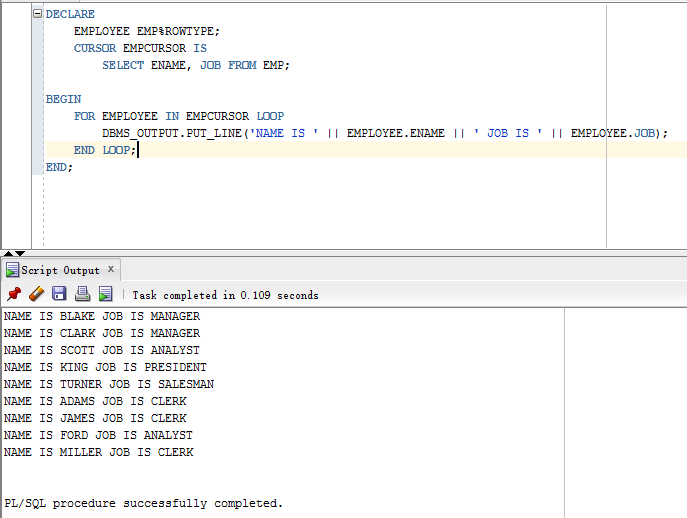 DECLARE
EMPLOYEE EMP%ROWTYPE;
CURSOR EMPCURSOR IS
SELECT ENAME, JOB FROM EMP;
BEGIN
FOR EMPLOYEE IN EMPCURSOR LOOP
DBMS_OUTPUT.PUT_LINE('NAME IS ' || EMPLOYEE.ENAME || ' JOB IS ' || EMPLOYEE.JOB);
END LOOP;
END;
Script Output x
Task completed in 0.109 seconds
NAME IS BLAKE JOB IS MANAGER
NAME IS CLARK JOB IS MANAGER
NAME IS SCOTT JOB IS ANALYST
NAME IS KING JOB IS PRESIDENT
NAME IS TURNER JOB IS SALESMAN
NAME IS ADAMS JOB IS CLERK
NAME IS JAMES JOB IS CLERK
NAME IS FORD JOB IS ANALYST
NAME IS MILLER JOB IS CLERK
PL/SQL procedure successfully completed.